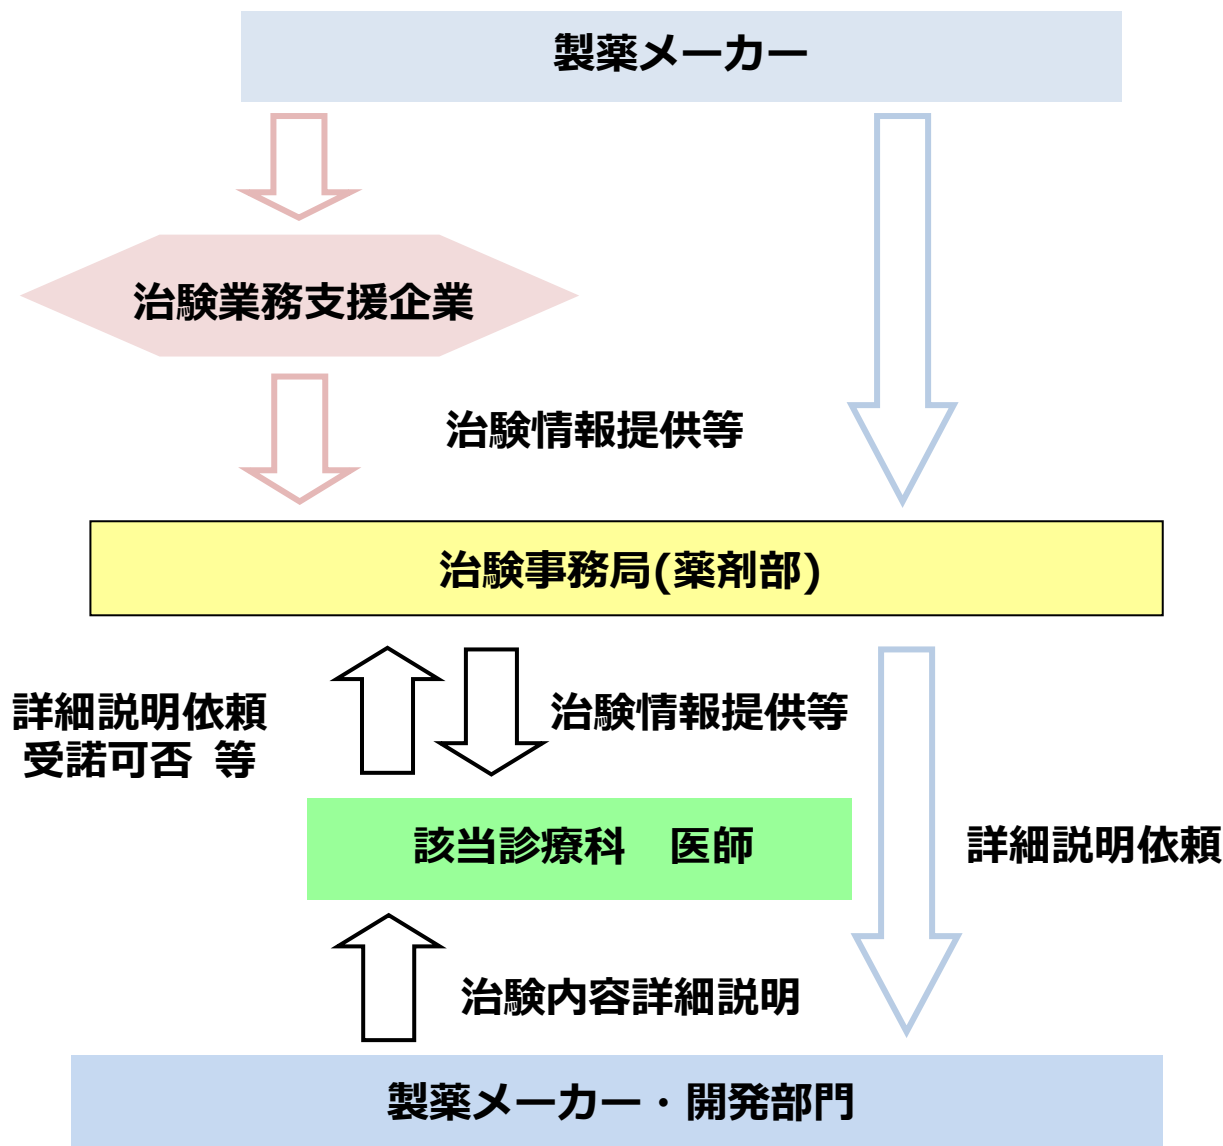 製薬メーカー
治験業務支援企業
治験情報提供等
治験事務局(薬剤部)
詳細説明依頼
受諾可否 等
治験情報提供等
該当診療科　医師
詳細説明依頼
治験内容詳細説明
製薬メーカー・開発部門